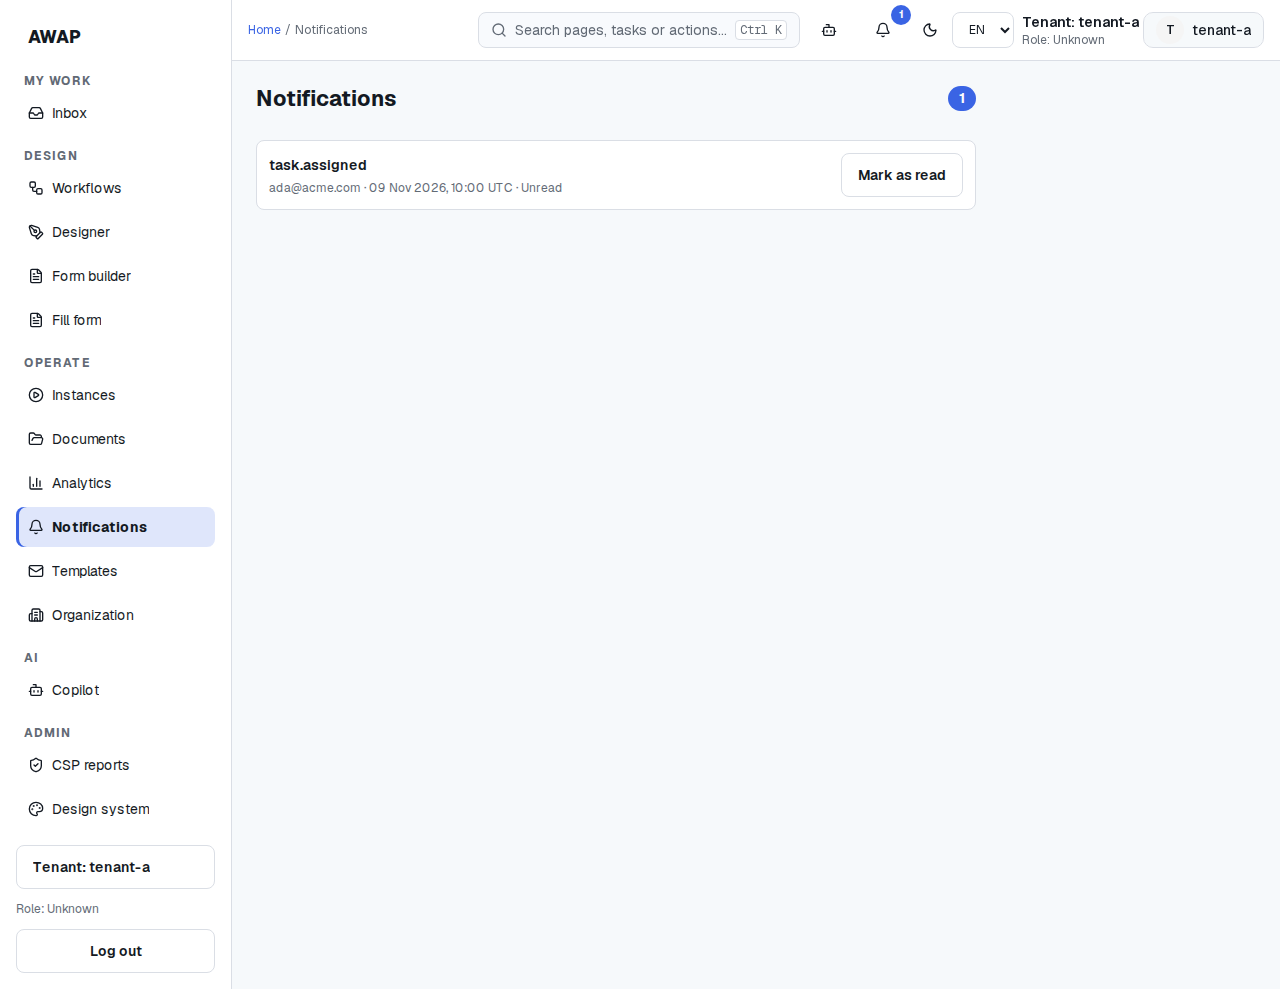 AWAP
MY WORK
Inbox
DESIGN
Workflows
Designer
Form builder
Fill form
OPERATE
Instances
Documents
Analytics
Notifications
Templates
Organization
AI
Copilot
ADMIN
CSP reports
Design system
Tenant: tenant-a
Role: Unknown
Log out
Home / Notifications
Search pages, tasks or actions... Ctrl K
1
EN
Tenant: tenant-a
Role: Unknown
T tenant-a
Notifications
1
task.assigned
ada@acme.com · 09 Nov 2026, 10:00 UTC · Unread
Mark as read